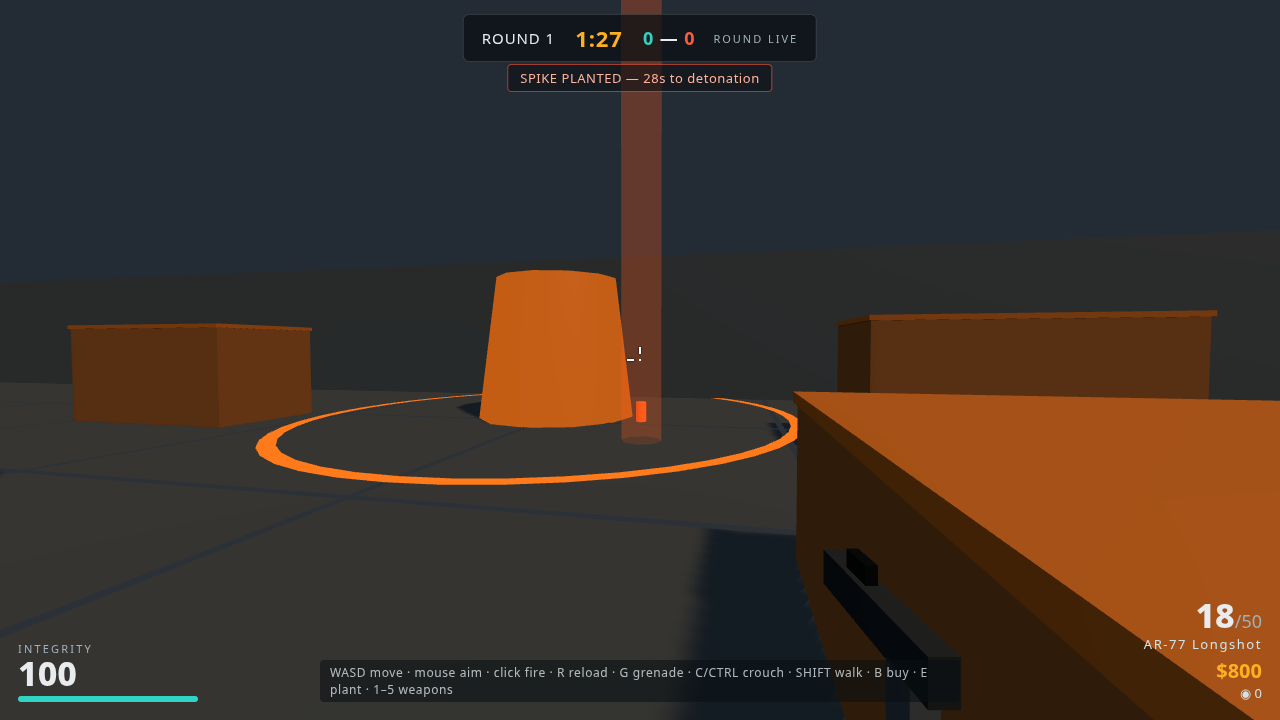 ROUND 1 1:27 0 — 0 ROUND LIVE
SPIKE PLANTED — 28s to detonation
INTEGRITY
100
WASD move · mouse aim · click fire · R reload · G grenade · C/CTRL crouch · SHIFT walk · B buy · E
plant · 1–5 weapons
18/50
AR-77 Longshot
$800
◉ 0